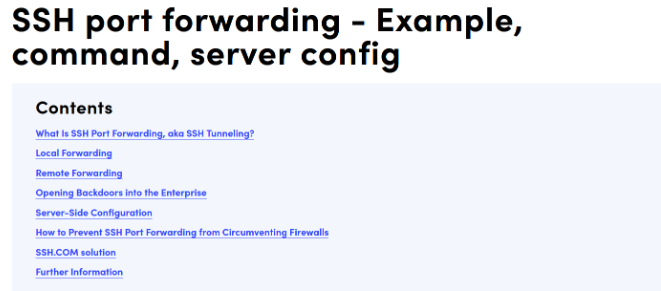 SSH port forwarding - Example,
command, server config
Contents
What Is SSH Port Forwarding, aka SSH Tunneling?
Local Forwarding
Remote Forwarding
Opening Backdoors into the Enterprise
Server-Side Configuration
How to Prevent SSH Port Forwarding from Circumventing Firewalls
SSH.COM solution
Further Information